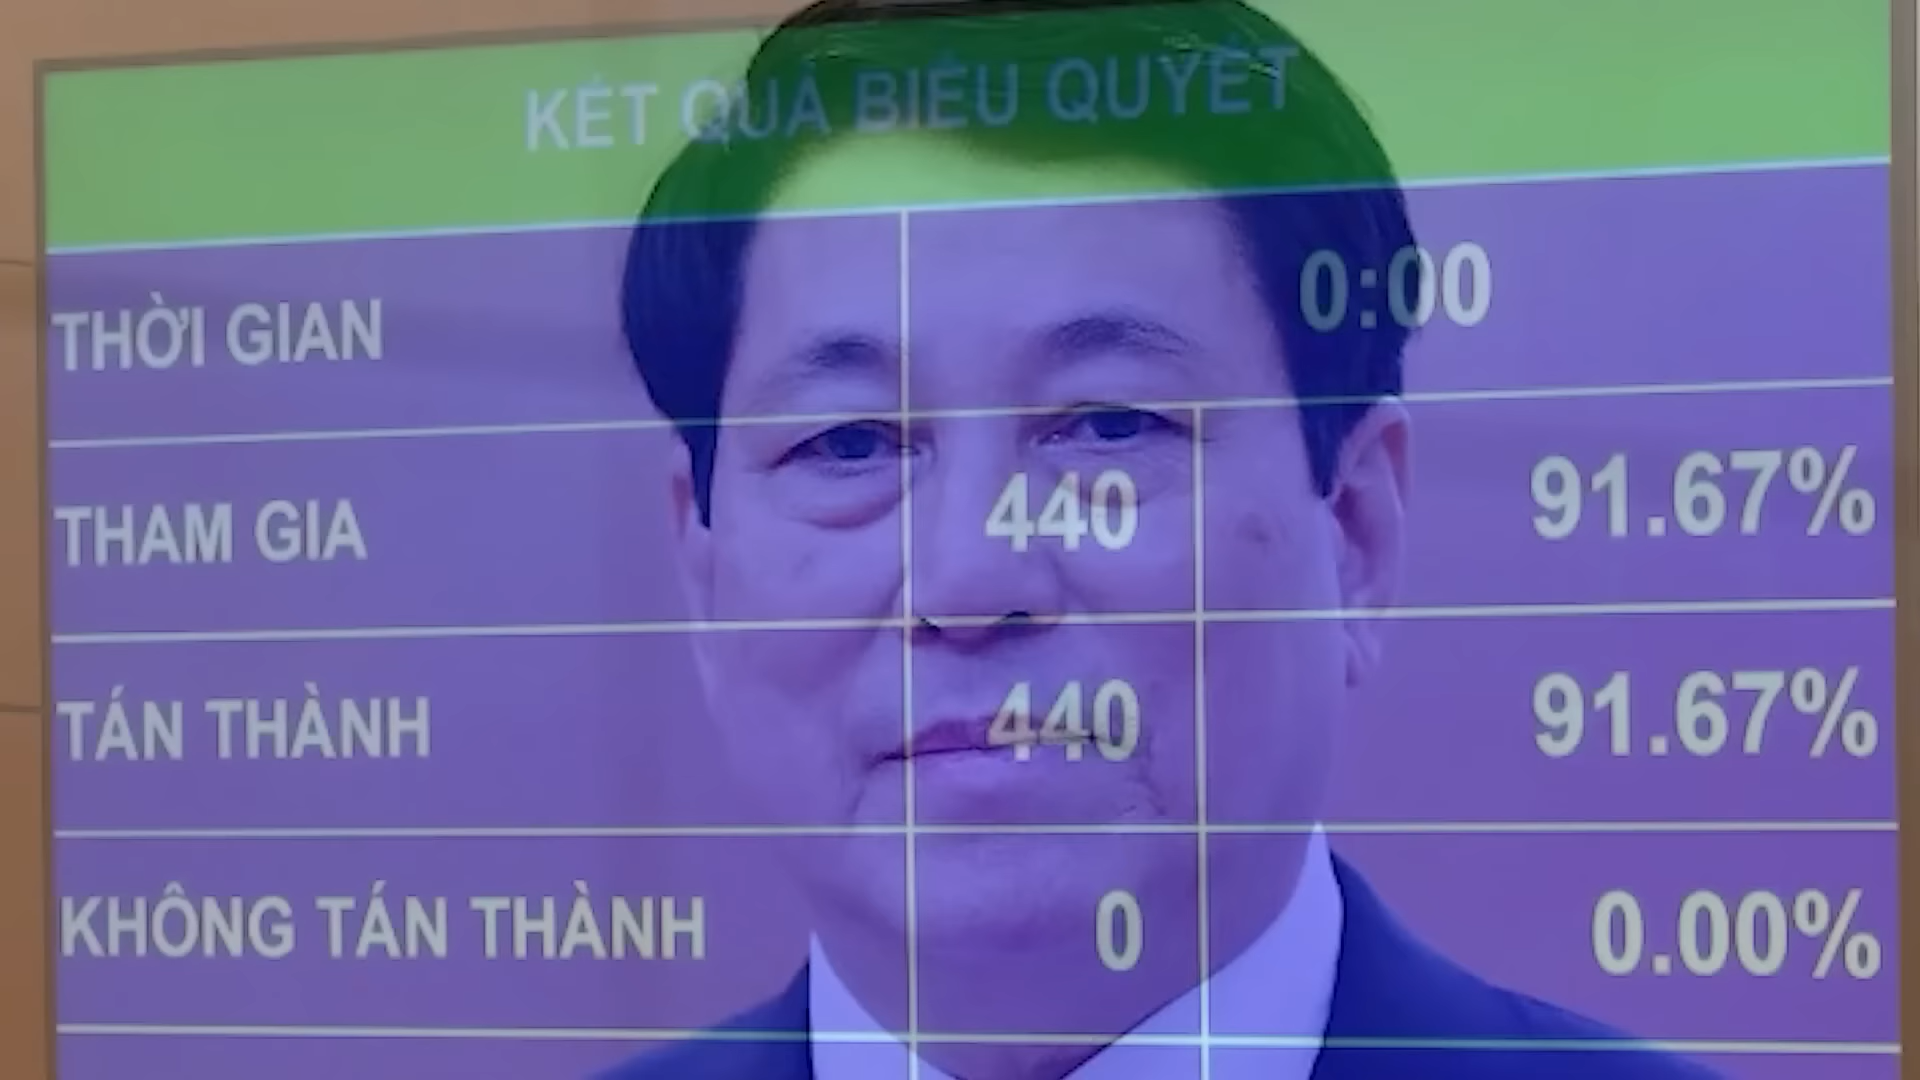 KẾT QUẢ BIỂU QUYẾT
THỜI GIAN 0:00
THAM GIA 440 91.67%
TÁN THÀNH 440 91.67%
KHÔNG TÁN THÀNH 0 0.00%